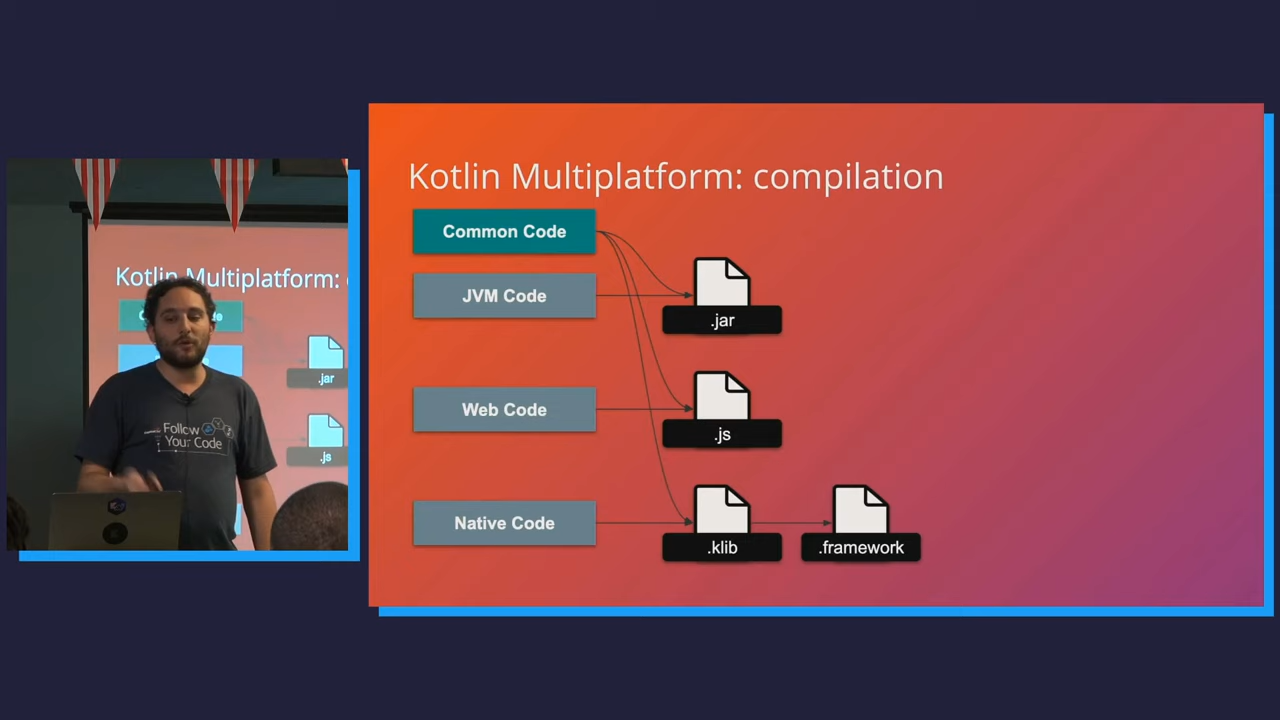 Kotlin Multiplatform: compilation
Common Code
JVM Code
.jar
Web Code
.js
Native Code
.klib
.framework
Kotlin Multiplatform: c
.jar
.js
Follow
Your Code